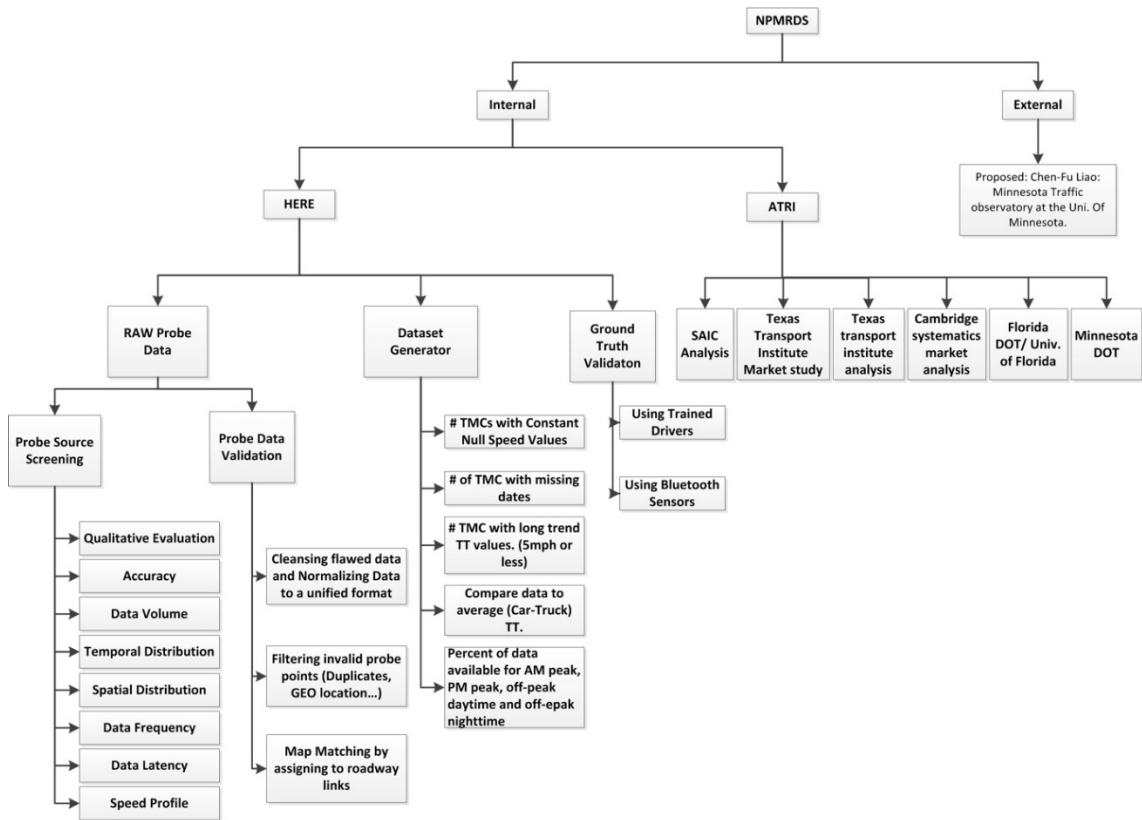 NPMRDS
Internal
External
Proposed: Chen-Fu Liao:
Minnesota Traffic
observatory at the Uni. Of
Minnesota.
HERE
ATRI
RAW Probe
Data
Dataset
Generator
Ground
Truth
Validaton
SAIC
Analysis
Texas
Transport
Institute
Market study
Texas
transport
institute
analysis
Cambridge
systematics
market
analysis
Florida
DOT/ Univ.
of Florida
Minnesota
DOT
Probe Source
Screening
Probe Data
Validation
# TMCs with Constant
Null Speed Values
# of TMC with missing
dates
# TMC with long trend
TT values. (5mph or
less)
Compare data to
average (Car-Truck)
TT.
Percent of data
available for AM peak,
PM peak, off-peak
daytime and off-epak
nighttime
Using Trained
Drivers
Using Bluetooth
Sensors
Qualitative Evaluation
Accuracy
Data Volume
Temporal Distribution
Spatial Distribution
Data Frequency
Data Latency
Speed Profile
Cleansing flawed data
and Normalizing Data
to a unified format
Filtering invalid probe
points (Duplicates,
GEO location…)
Map Matching by
assigning to roadway
links